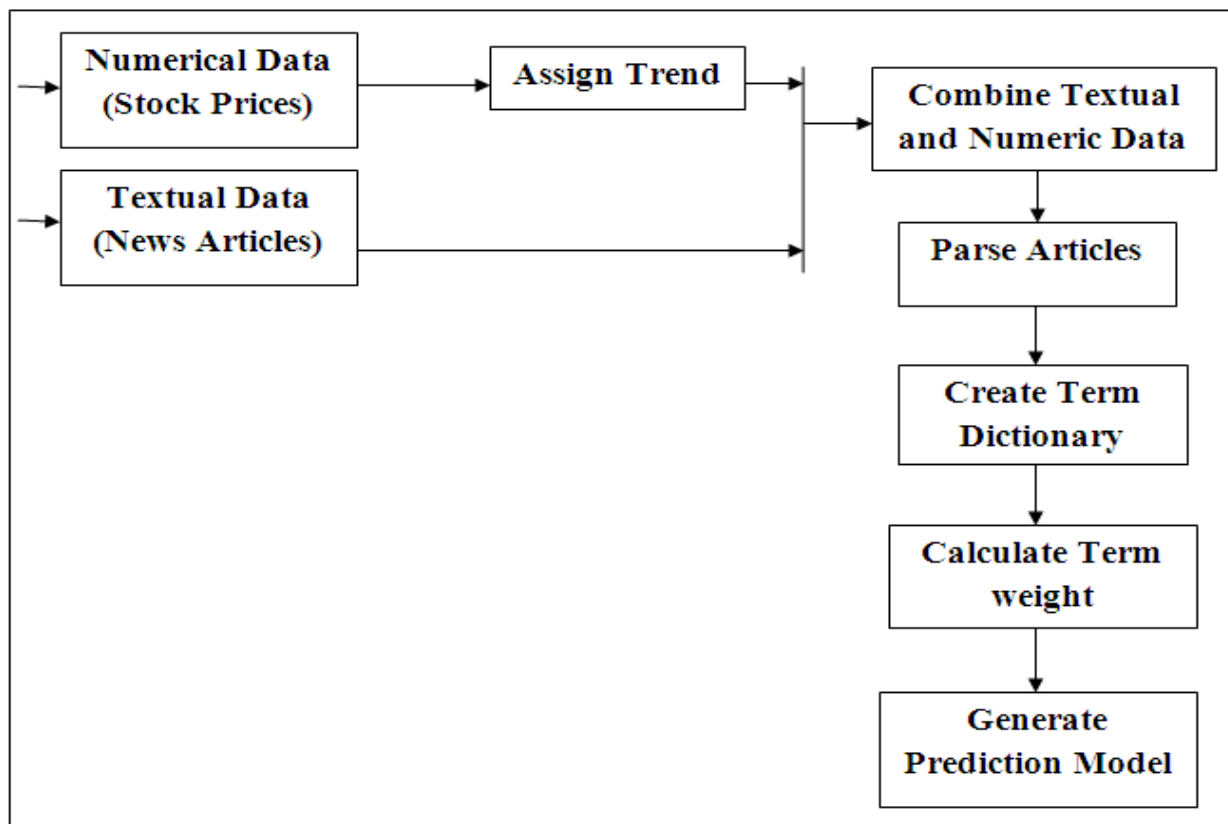 Numerical Data
(Stock Prices)
Assign Trend
Combine Textual
and Numeric Data
Textual Data
(News Articles)
Parse Articles
Create Term
Dictionary
Calculate Term
weight
Generate
Prediction Model